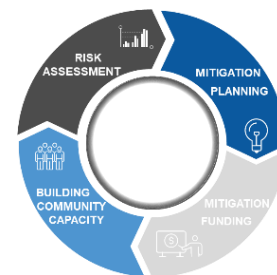 RISK
ASSESSMENT
MITIGATION
PLANNING
MITIGATION
FUNDING
$
BUILDING
COMMUNITY
CAPACITY